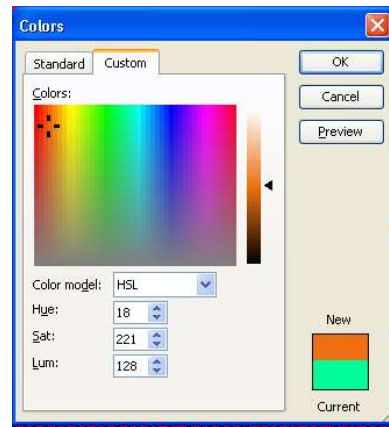 Colors
Standard Custom
OK
Cancel
Preview
Colors:
Color model: HSL
Hue: 18
Sat: 221
Lum: 128
New
Current